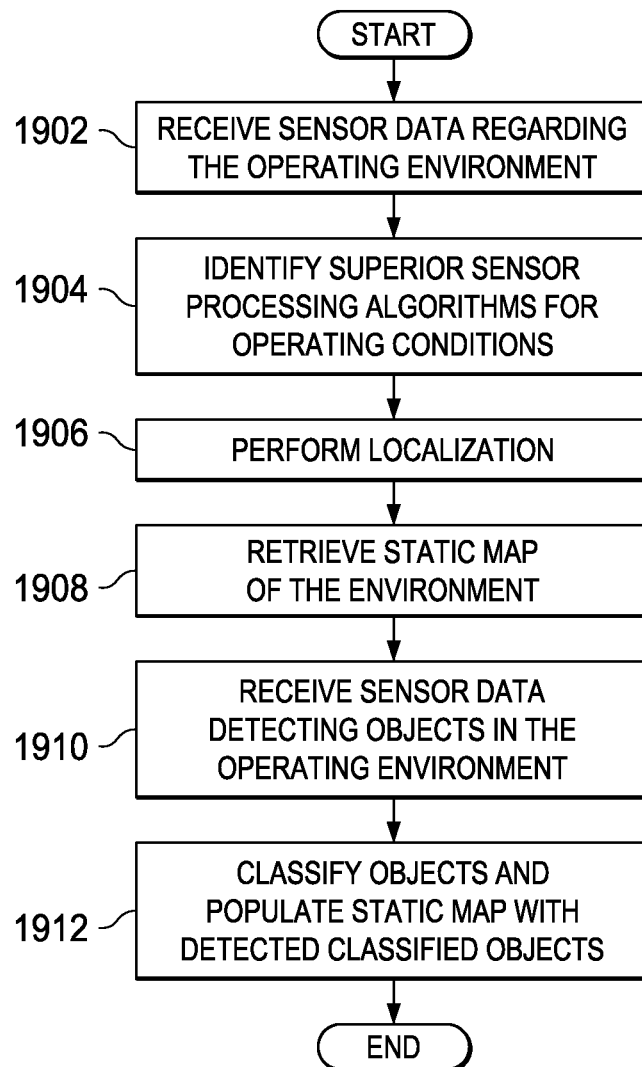 START
1902
RECEIVE SENSOR DATA REGARDING
THE OPERATING ENVIRONMENT
1904
IDENTIFY SUPERIOR SENSOR
PROCESSING ALGORITHMS FOR
OPERATING CONDITIONS
1906
PERFORM LOCALIZATION
1908
RETRIEVE STATIC MAP
OF THE ENVIRONMENT
1910
RECEIVE SENSOR DATA
DETECTING OBJECTS IN THE
OPERATING ENVIRONMENT
1912
CLASSIFY OBJECTS AND
POPULATE STATIC MAP WITH
DETECTED CLASSIFIED OBJECTS
END